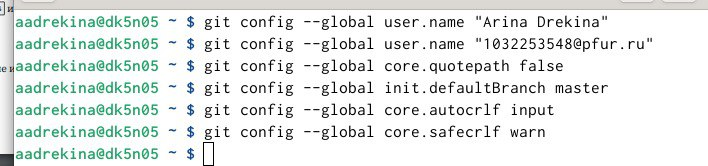 aadrekina@dk5n05 ~ $ git config --global user.name "Arina Drekina"
aadrekina@dk5n05 ~ $ git config --global user.name "1032253548@pfur.ru"
aadrekina@dk5n05 ~ $ git config --global core.quotepath false
aadrekina@dk5n05 ~ $ git config --global init.defaultBranch master
aadrekina@dk5n05 ~ $ git config --global core.autocrlf input
aadrekina@dk5n05 ~ $ git config --global core.safecrlf warn
aadrekina@dk5n05 ~ $